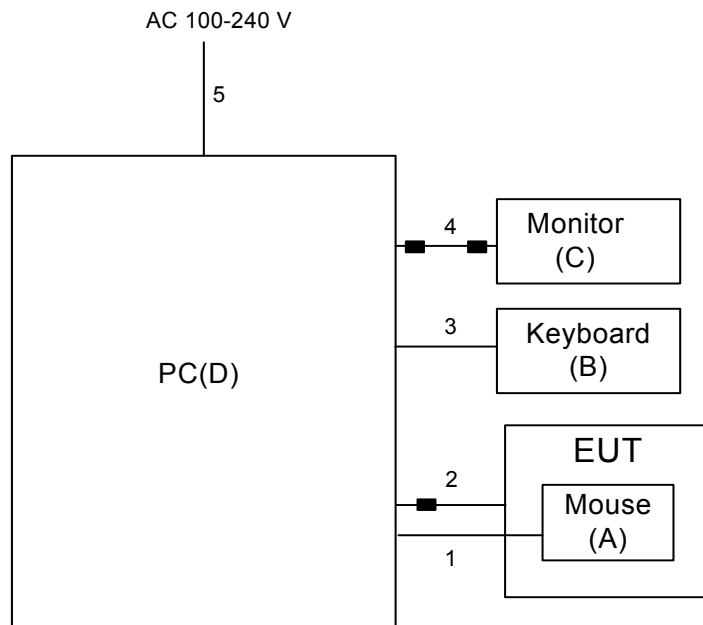 AC 100-240 V
5
4
Monitor
(C)
3
Keyboard
(B)
PC(D)
EUT
2
Mouse
(A)
1